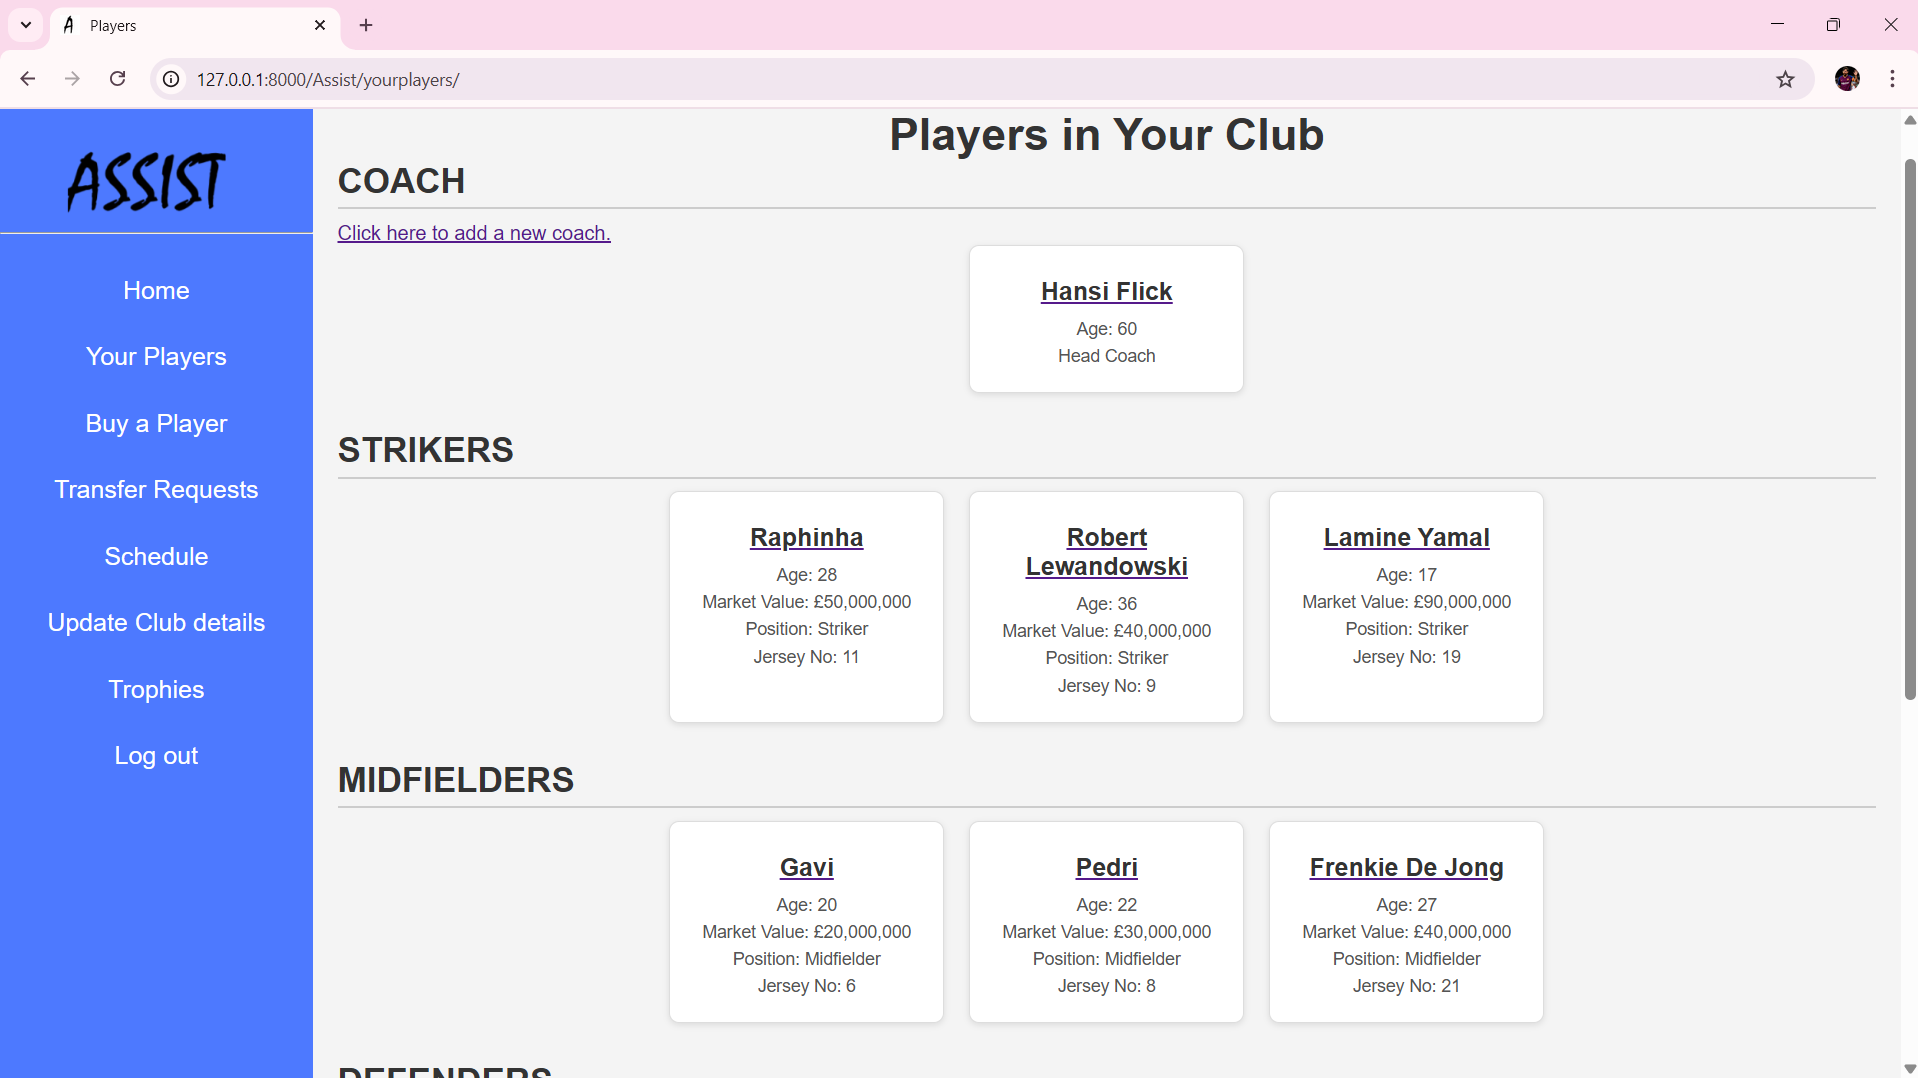 Players
127.0.0.1:8000/Assist/yourplayers/
ASSIST
Home
Your Players
Buy a Player
Transfer Requests
Schedule
Update Club details
Trophies
Log out
Players in Your Club
COACH
Click here to add a new coach.
Hansi Flick
Age: 60
Head Coach
STRIKERS
Raphinha
Age: 28
Market Value: £50,000,000
Position: Striker
Jersey No: 11
Robert
Lewandowski
Age: 36
Market Value: £40,000,000
Position: Striker
Jersey No: 9
Lamine Yamal
Age: 17
Market Value: £90,000,000
Position: Striker
Jersey No: 19
MIDFIELDERS
Gavi
Age: 20
Market Value: £20,000,000
Position: Midfielder
Jersey No: 6
Pedri
Age: 22
Market Value: £30,000,000
Position: Midfielder
Jersey No: 8
Frenkie De Jong
Age: 27
Market Value: £40,000,000
Position: Midfielder
Jersey No: 21
DEFENDERS